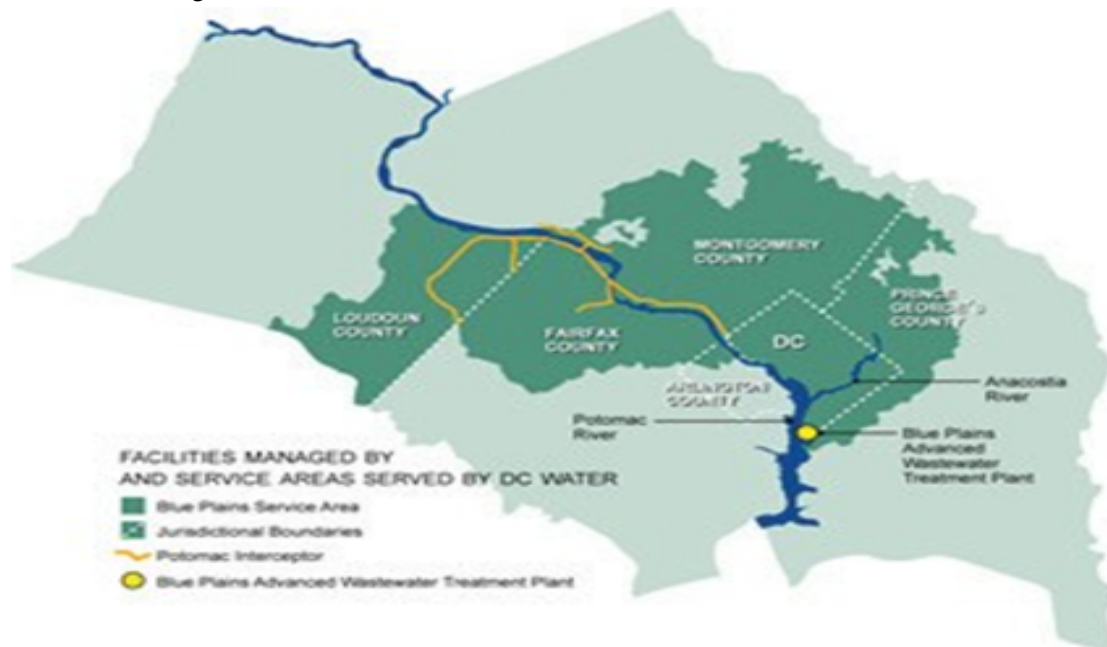 MONTGOMERY
COUNTY
PRINCE
GEORGE'S
COUNTY
LOUDOUN
COUNTY
FAIRFAX
COUNTY
DC
ARLINGTON
COUNTY
Anacostia
River
Potomac
River
Blue Plains
Advanced
Wastewater
Treatment Plant
FACILITIES MANAGED BY
AND SERVICE AREAS SERVED BY DC WATER
Blue Plains Service Area
Jurisdictional Boundaries
Potomac Interceptor
Blue Plains Advanced Wastewater Treatment Plant